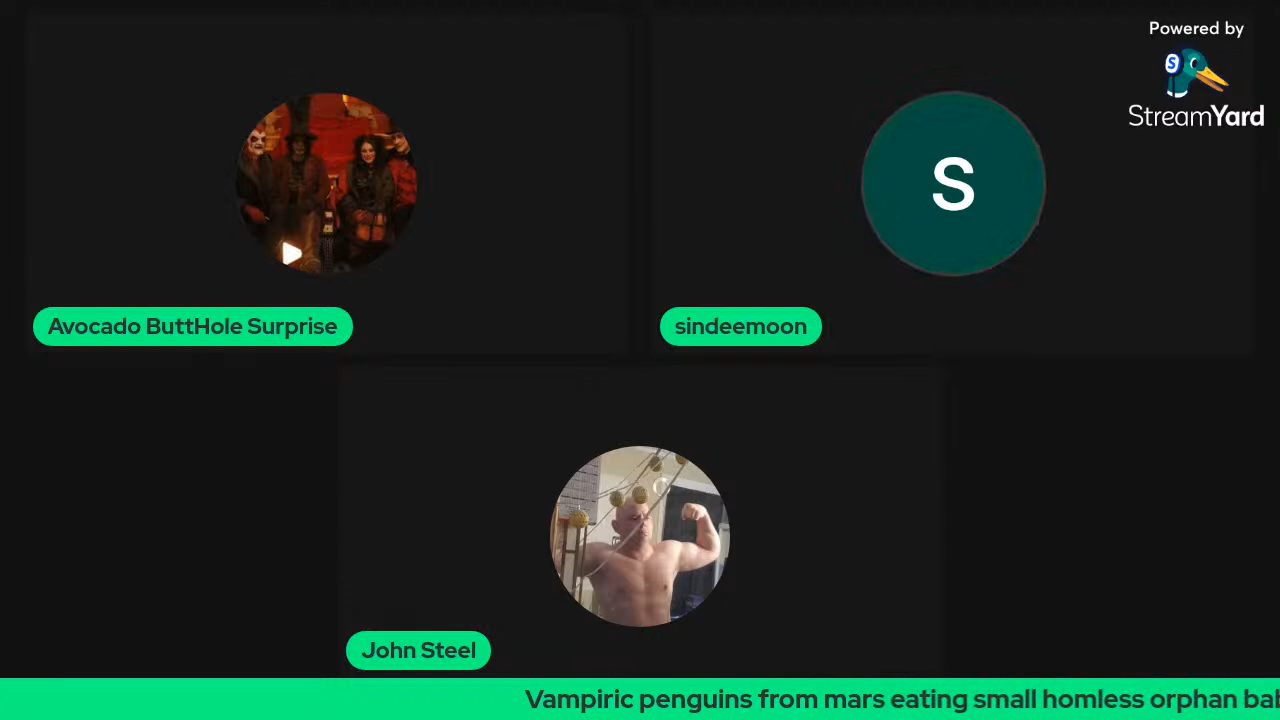 Powered by
S
StreamYard
S
Avocado ButtHole Surprise
sindeemoon
John Steel
Vampiric penguins from mars eating small homless orphan